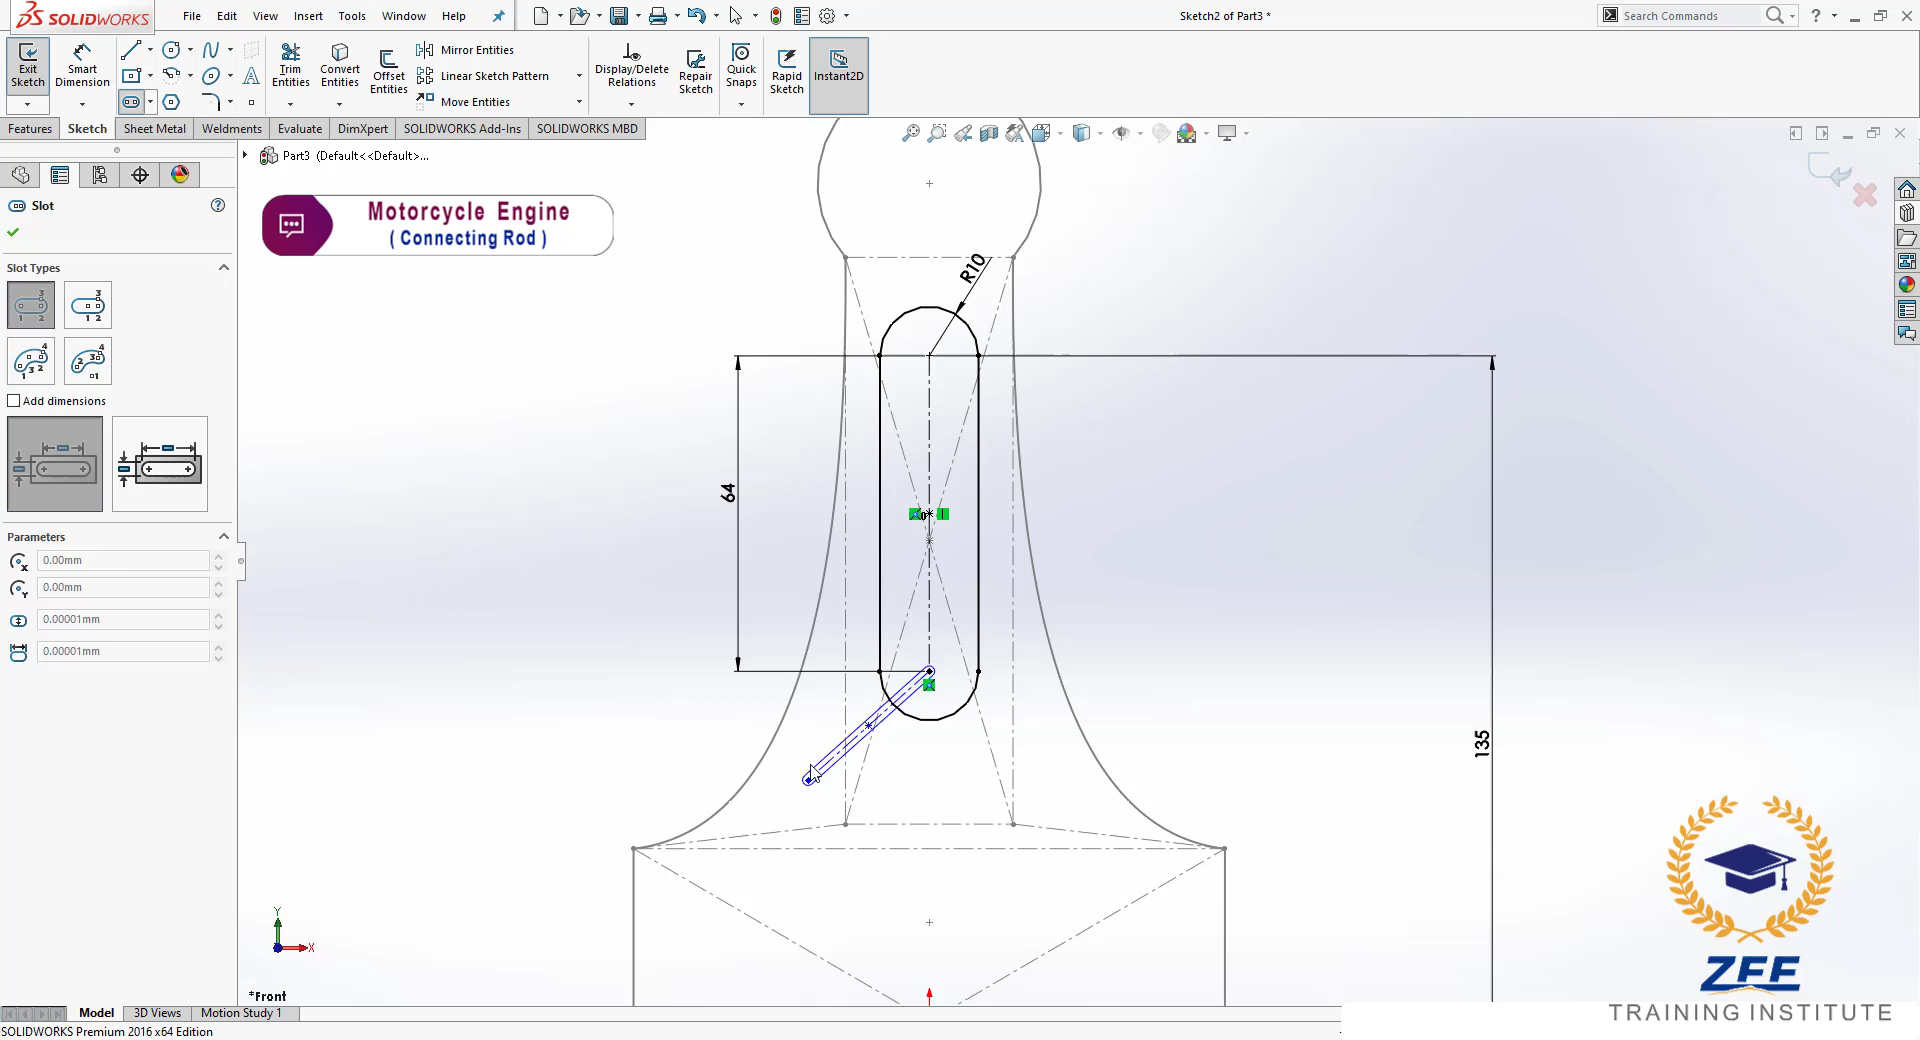 SOLIDWORKS
File Edit View Insert Tools Window Help
Sketch2 of Part3 *
Search Commands
Exit Sketch
Smart Dimension
Trim Entities
Convert Entities
Offset Entities
Mirror Entities
Linear Sketch Pattern
Move Entities
Display/Delete Relations
Repair Sketch
Quick Snaps
Rapid Sketch
Instant2D
Features Sketch Sheet Metal Weldments Evaluate DimXpert SOLIDWORKS Add-Ins SOLIDWORKS MBD
Part3 (Default<<Default>...
Slot
Slot Types
Add dimensions
Parameters
0.00mm
0.00mm
0.00001mm
0.00001mm
Motorcycle Engine
( Connecting Rod )
R10
64
135
Y
X
*Front
ZFE
TRAINING INSTITUTE
Model 3D Views Motion Study 1
SOLIDWORKS Premium 2016 x64 Edition